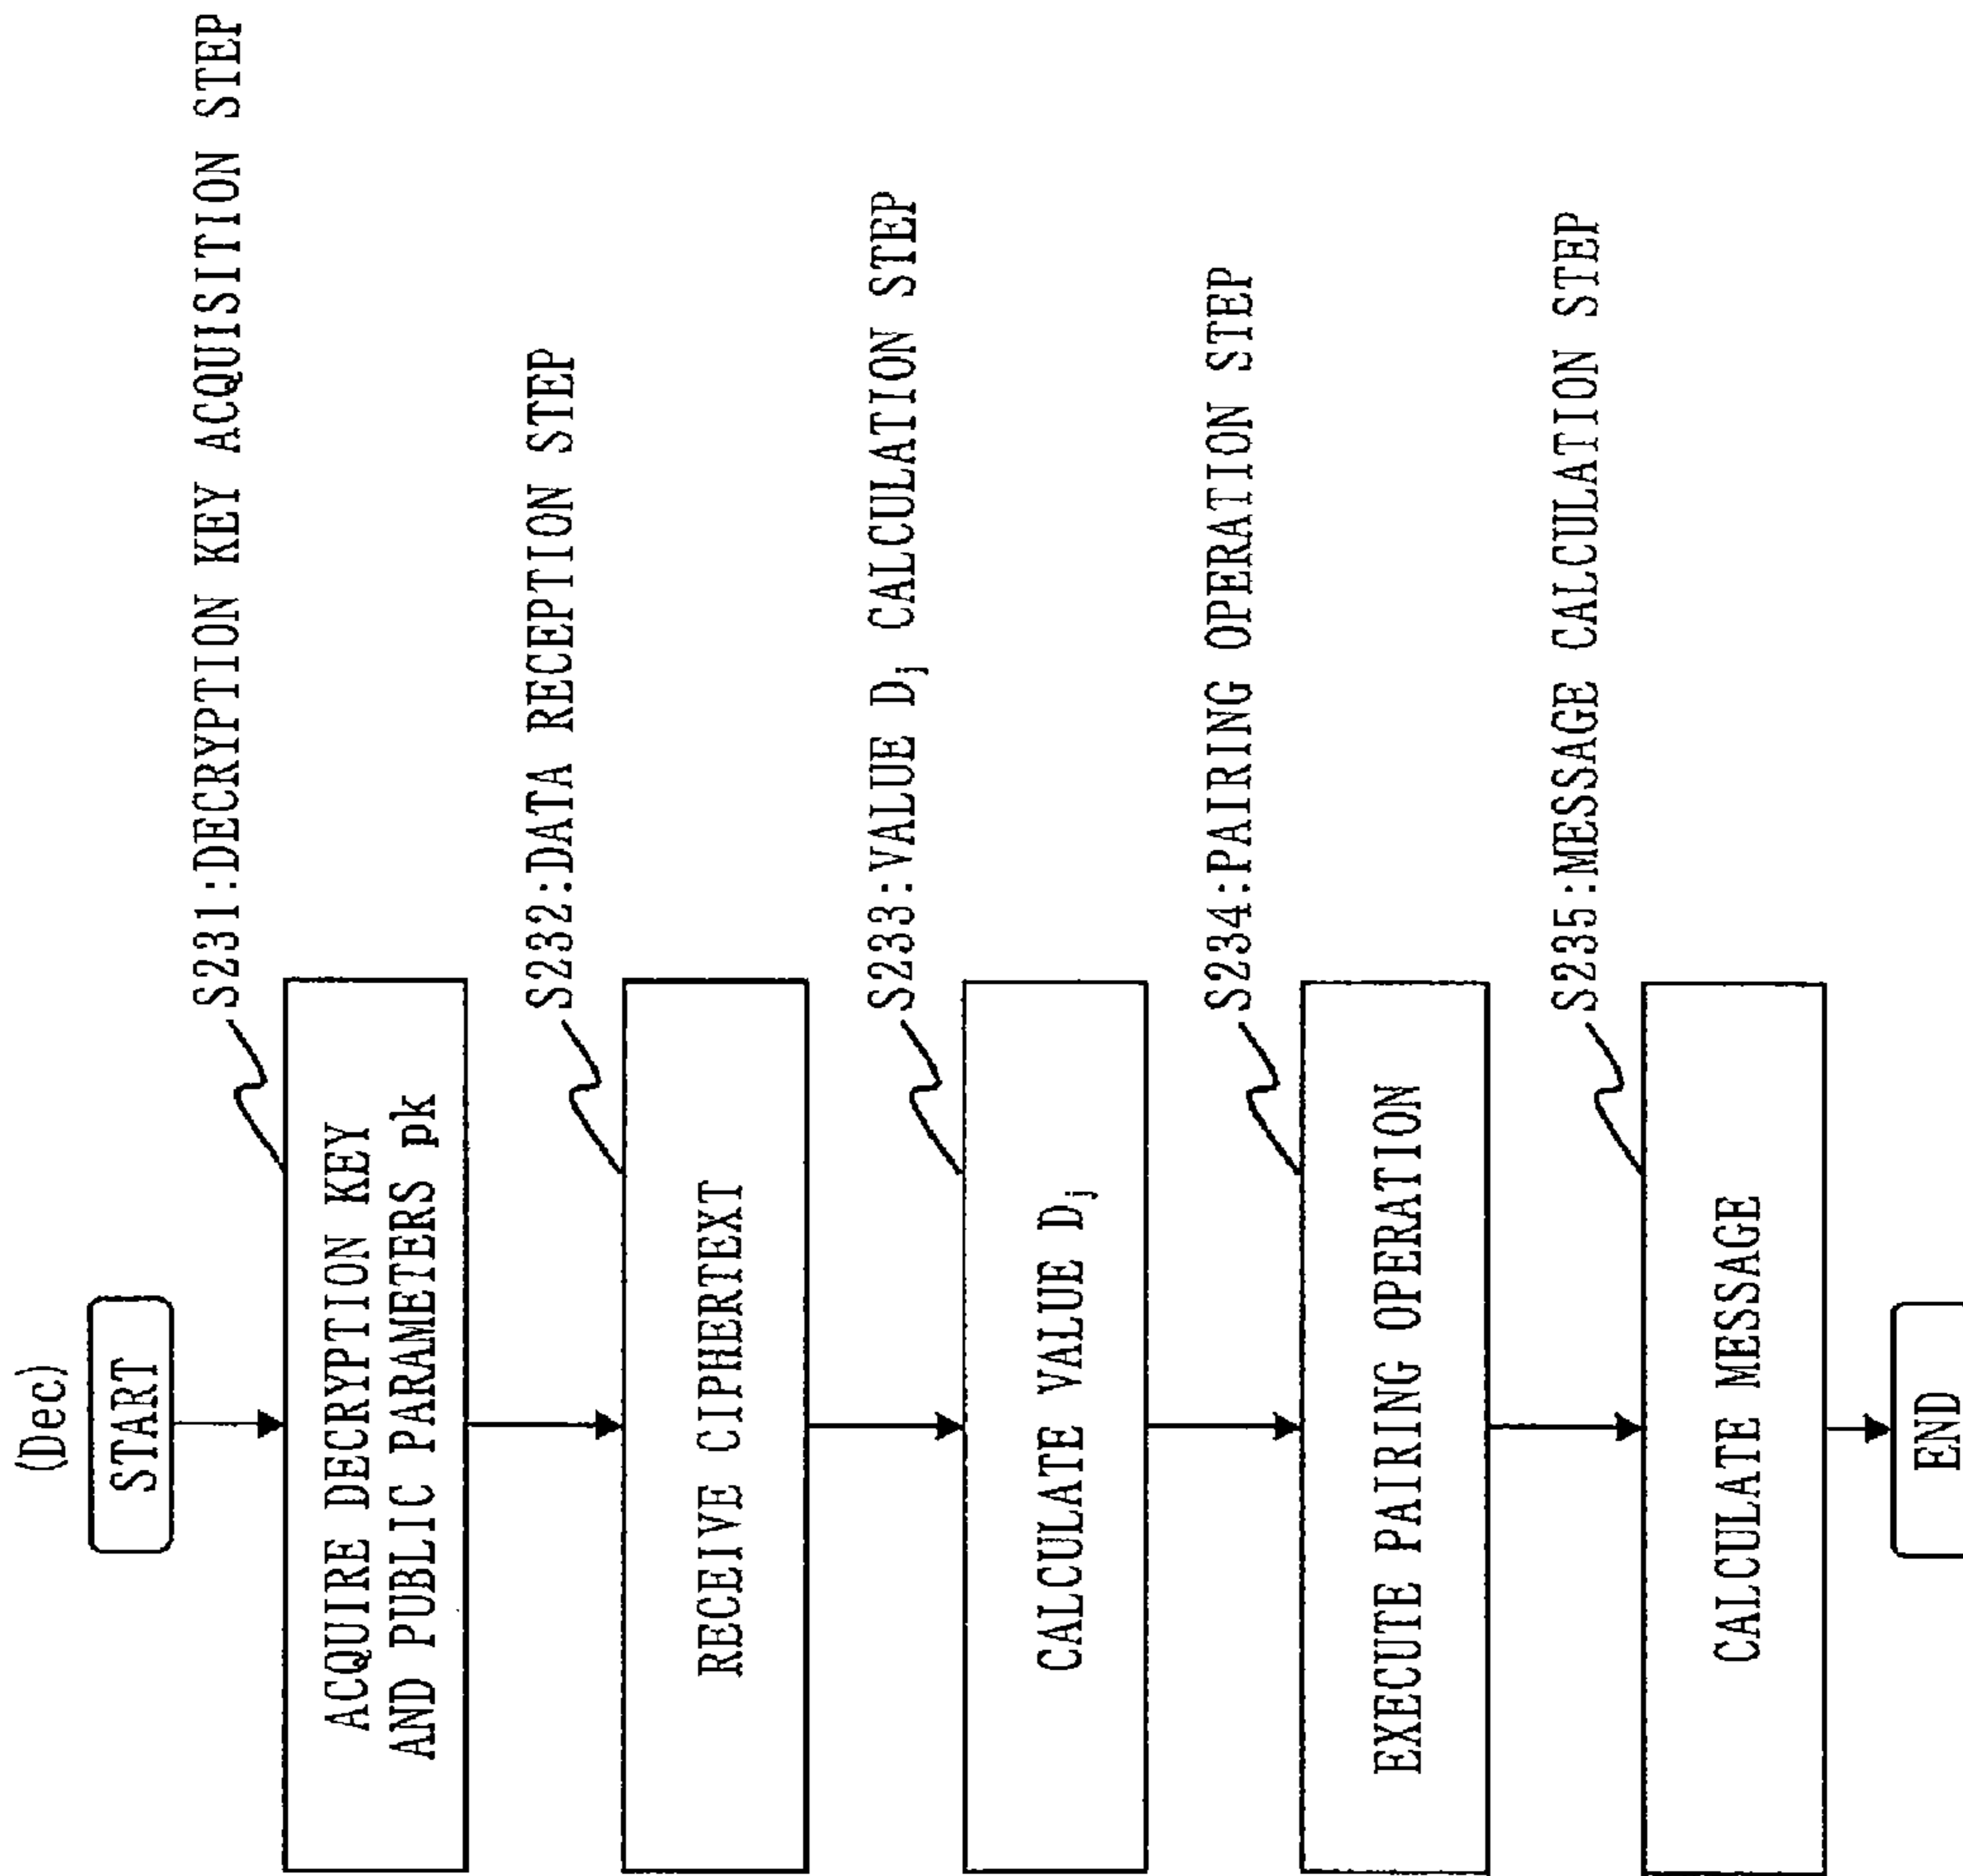 (Dec)
START
S231:DECRYPTION KEY ACQUISITION STEP
ACQUIRE DECRYPTION KEY
AND PUBLIC PARAMETERS pk
S232:DATA RECEPTION STEP
RECEIVE CIPHERTEXT
S233:VALUE Dj CALCULATION STEP
CALCULATE VALUE Dj
S234:PAIRING OPERATION STEP
EXECUTE PAIRING OPERATION
S235:MESSAGE CALCULATION STEP
CALCULATE MESSAGE
END